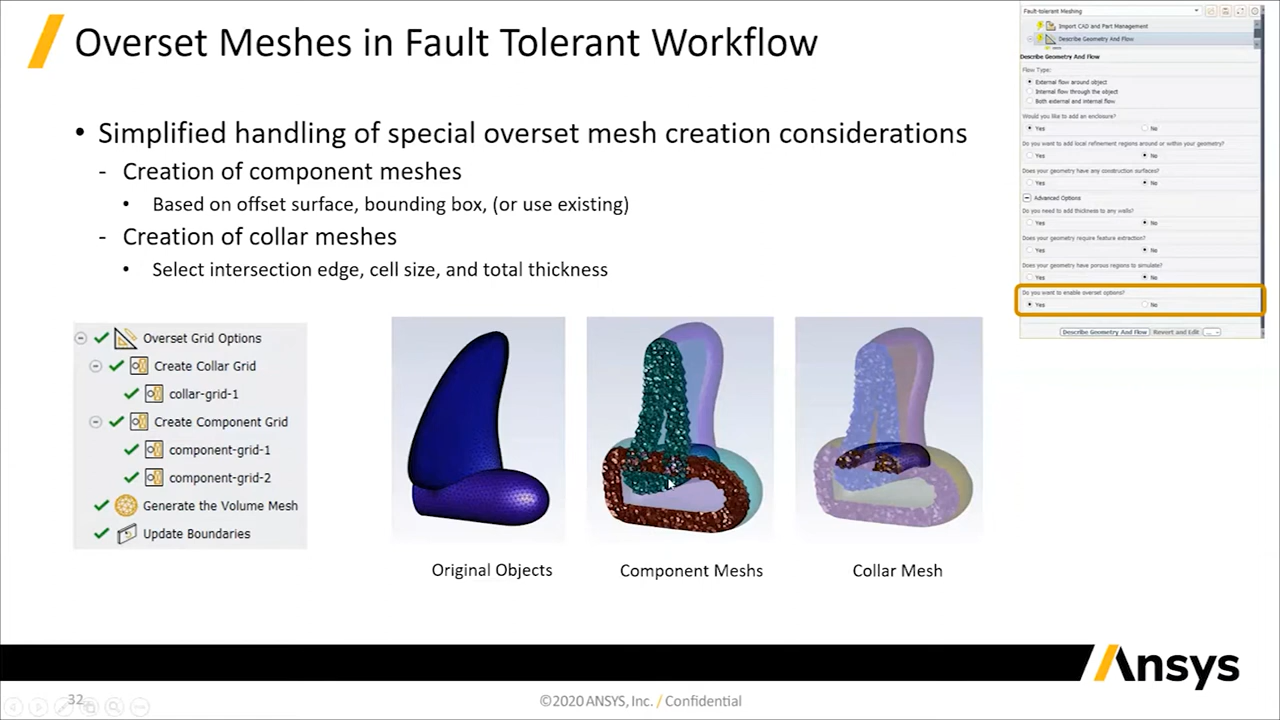 Overset Meshes in Fault Tolerant Workflow
• Simplified handling of special overset mesh creation considerations
- Creation of component meshes
• Based on offset surface, bounding box, (or use existing)
- Creation of collar meshes
• Select intersection edge, cell size, and total thickness
Overset Grid Options
Create Collar Grid
collar-grid-1
Create Component Grid
component-grid-1
component-grid-2
Generate the Volume Mesh
Update Boundaries
Original Objects
Component Meshs
Collar Mesh
Fault-tolerant Meshing
Import CAD and Part Management
Describe Geometry And Flow
Describe Geometry And Flow
Flow Type:
External flow around object
Internal flow through the object
Both external and internal flow
Would you like to add an enclosure?
Yes No
Do you want to add local refinement regions around or within your geometry?
Yes No
Does your geometry have any construction surfaces?
Yes No
Advanced Options
Do you need to add thickness to any walls?
Yes No
Does your geometry require feature extraction?
Yes No
Does your geometry have porous regions to simulate?
Yes No
Do you want to enable overset options?
Yes No
Describe Geometry And Flow Revert and Edit ...
Ansys
32
©2020 ANSYS, Inc. / Confidential